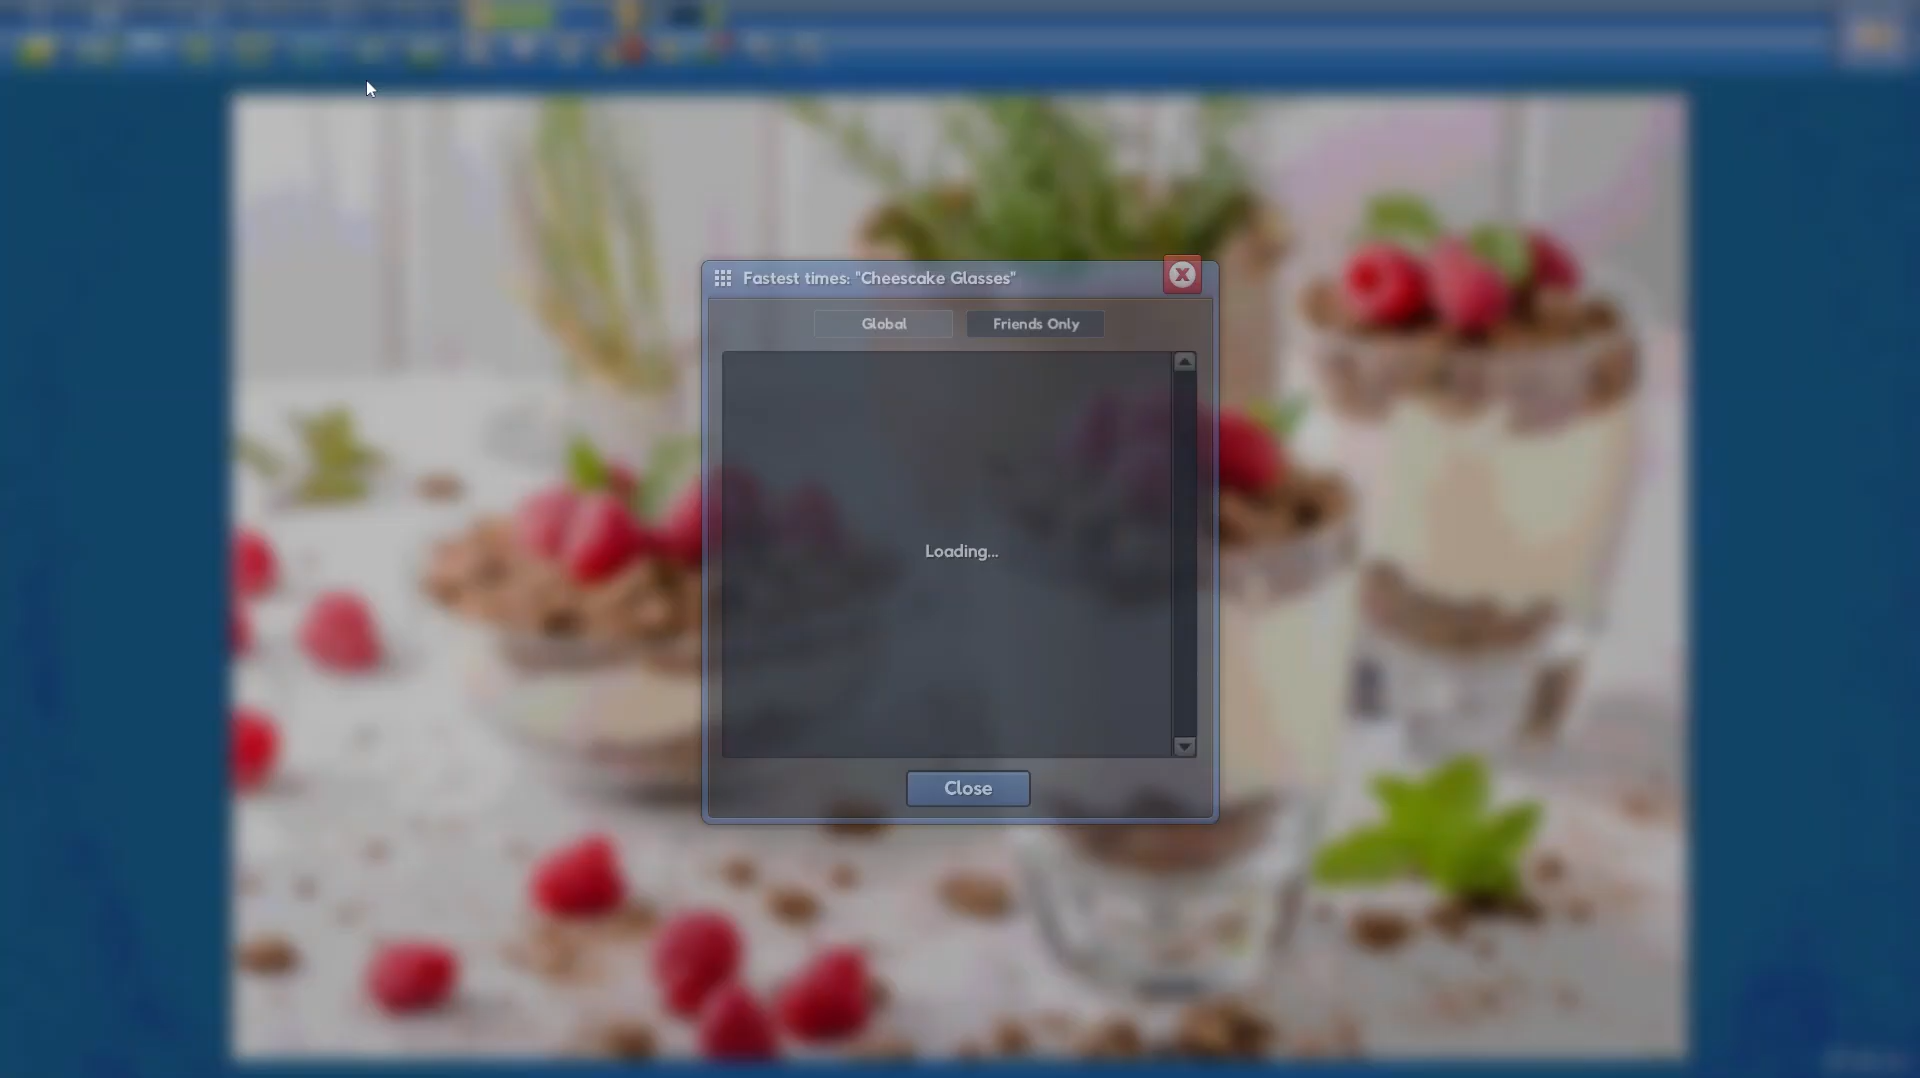 Fastest times: "Cheescake Glasses"
Global
Friends Only
Loading...
Close